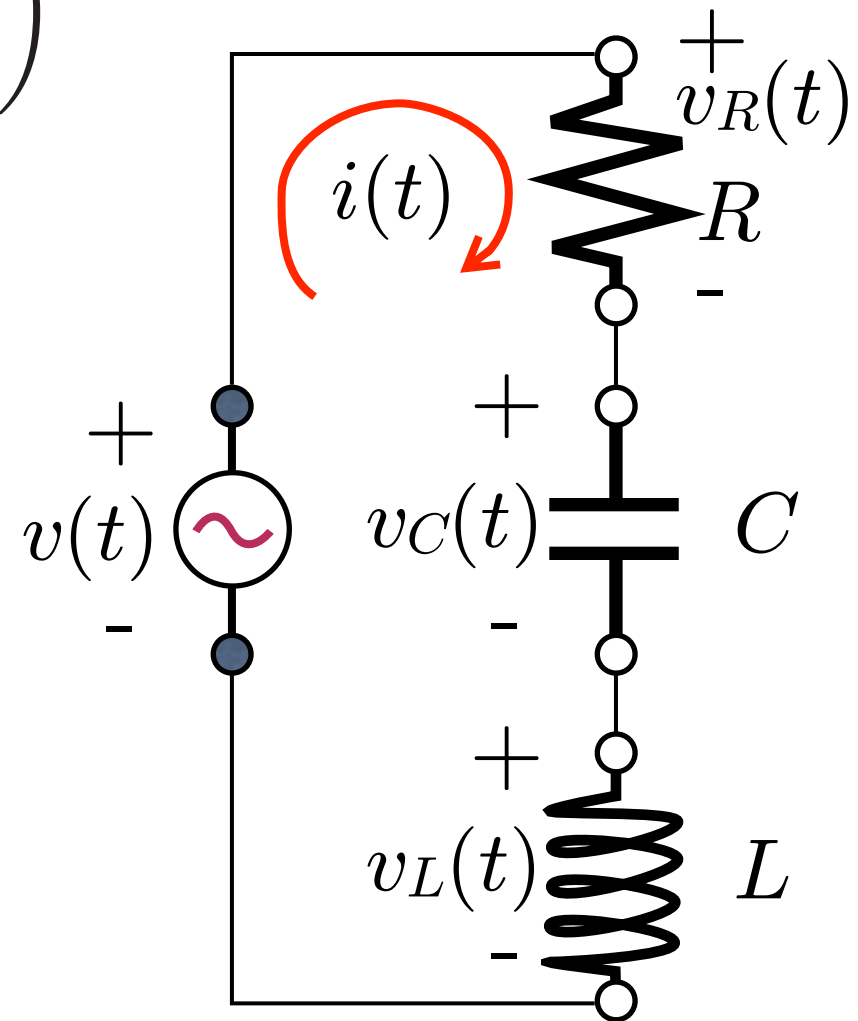 )
+
v_R(t)
i(t)
R
-
+
+
v(t)
v_C(t)
C
-
-
+
v_L(t)
L
-